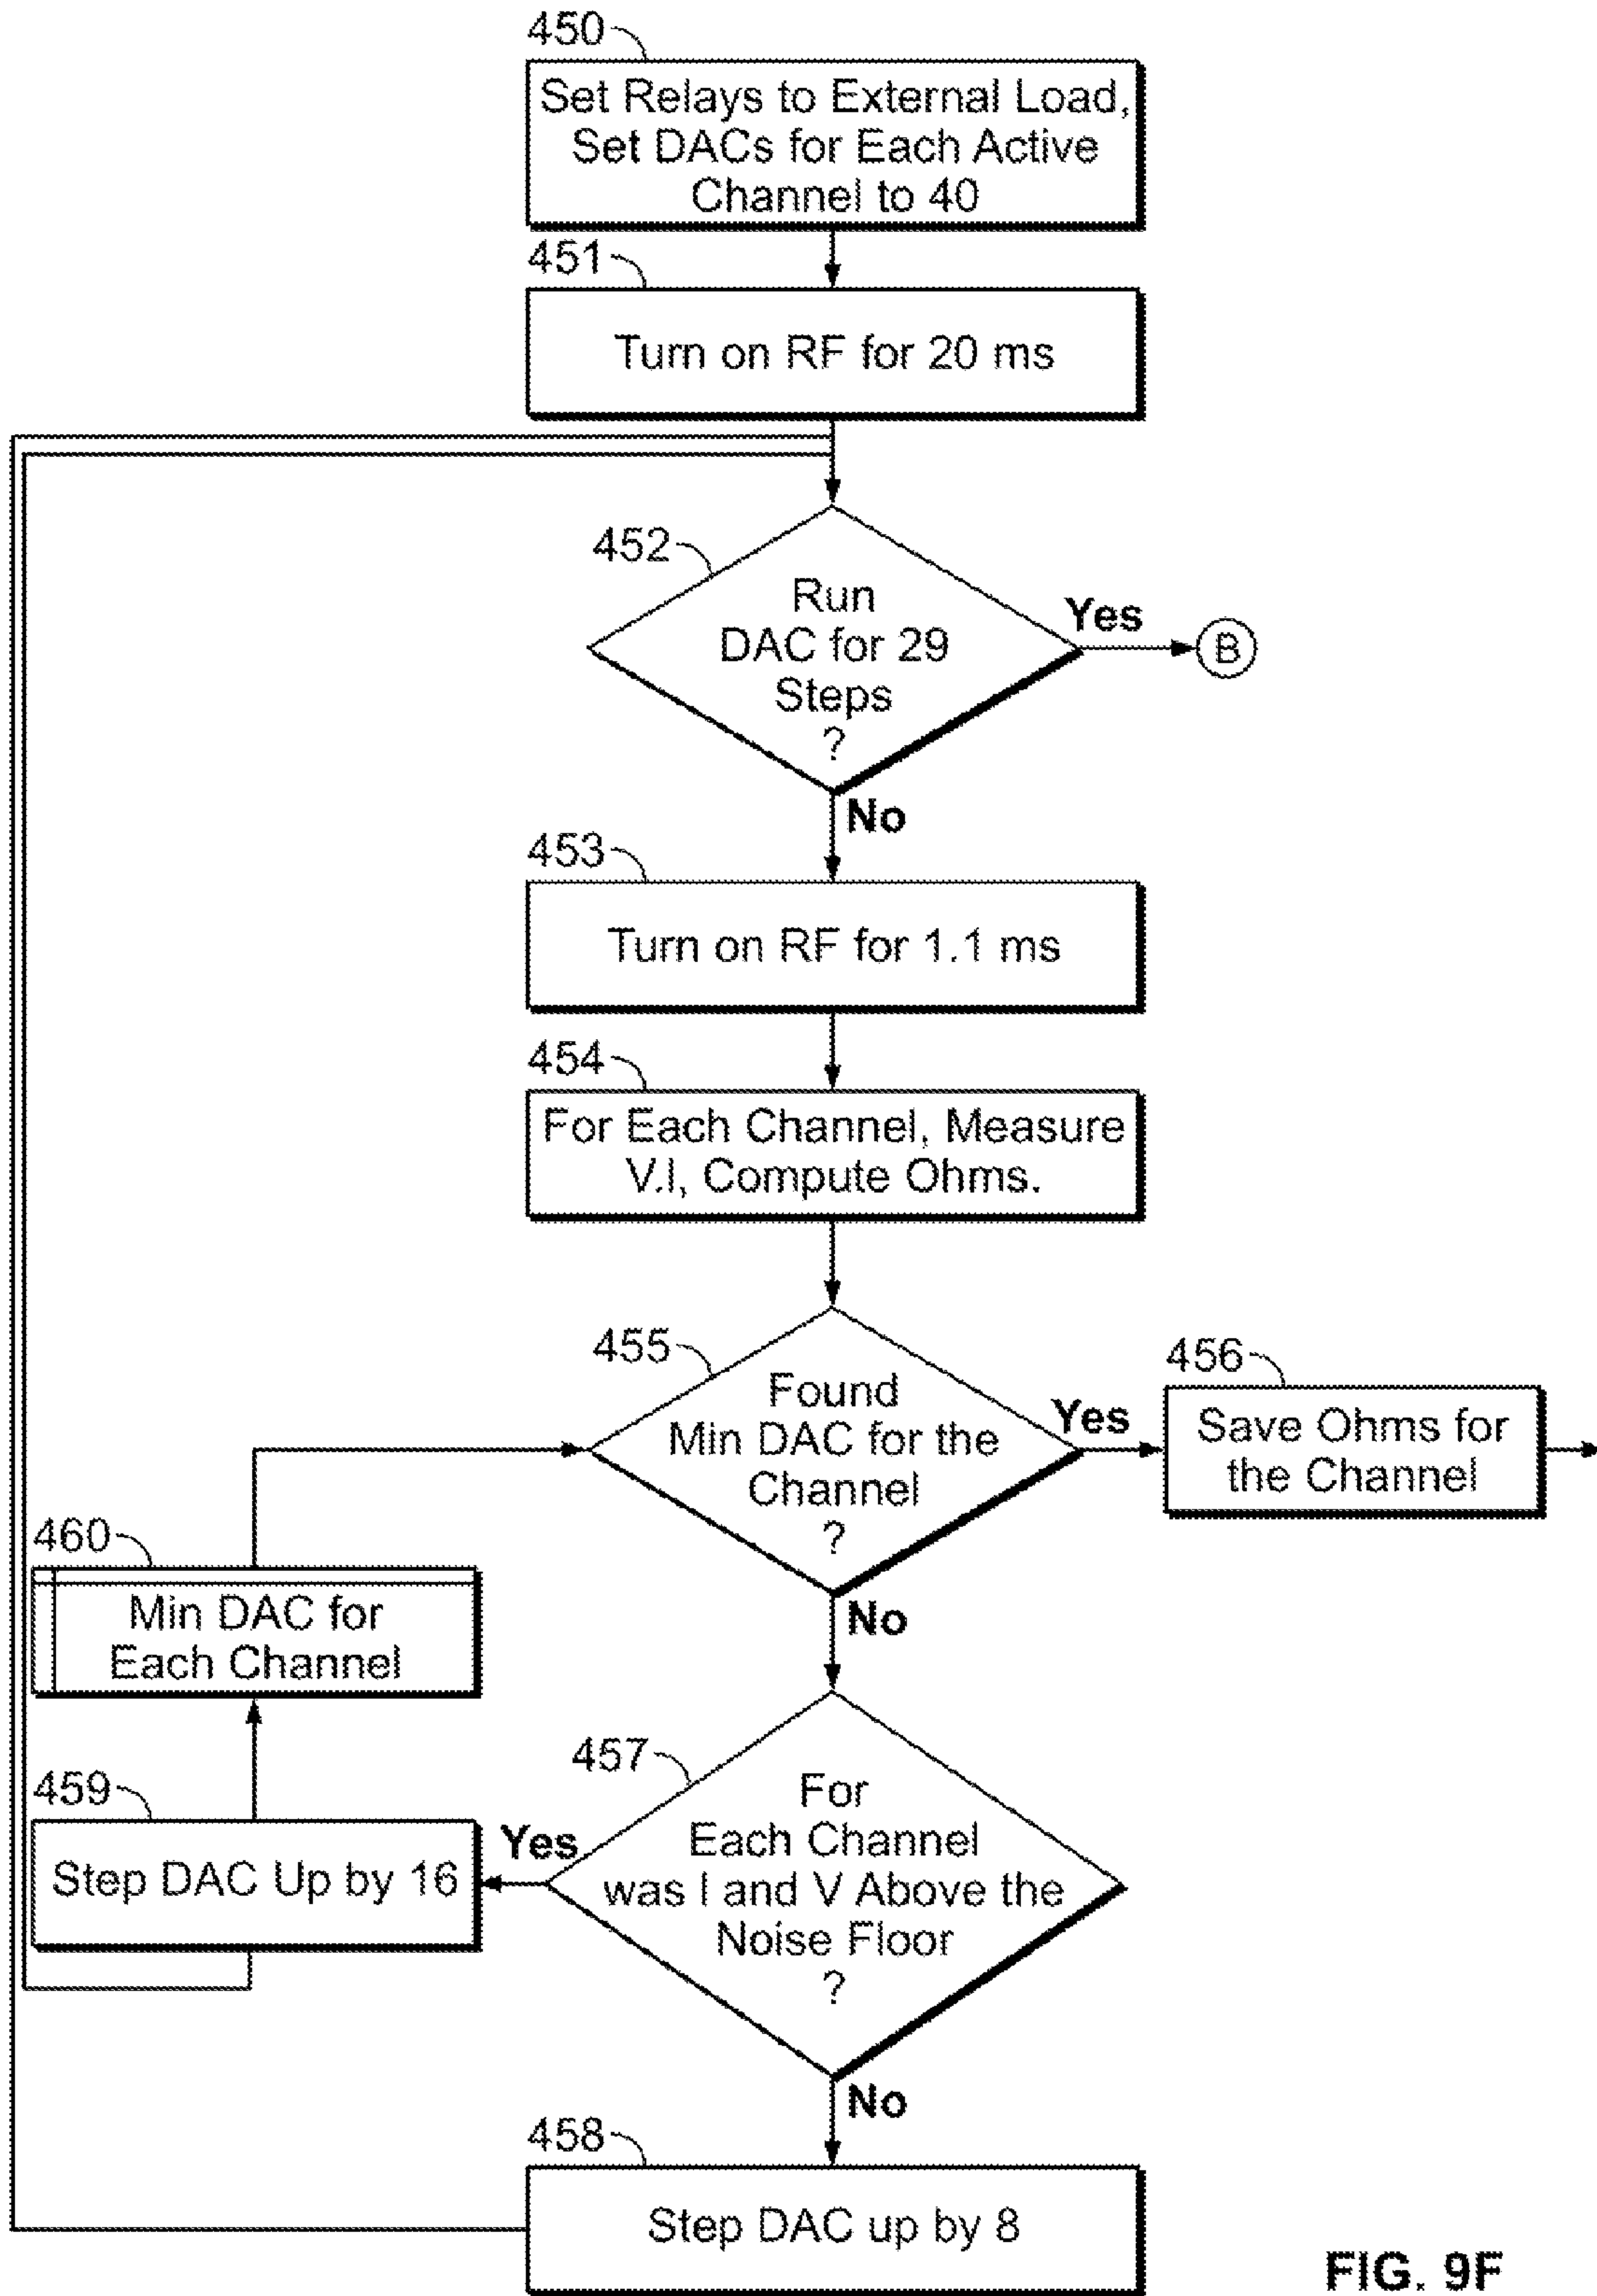 450
Set Relays to External Load,
Set DACs for Each Active
Channel to 40
451
Turn on RF for 20 ms
452
Run
DAC for 29
Steps
?
Yes
B
No
453
Turn on RF for 1.1 ms
454
For Each Channel, Measure
V.I, Compute Ohms.
455
Found
Min DAC for the
Channel
?
Yes
456
Save Ohms for
the Channel
No
460
Min DAC for
Each Channel
457
For
Each Channel
was I and V Above the
Noise Floor
?
Yes
459
Step DAC Up by 16
No
458
Step DAC up by 8
FIG. 9F